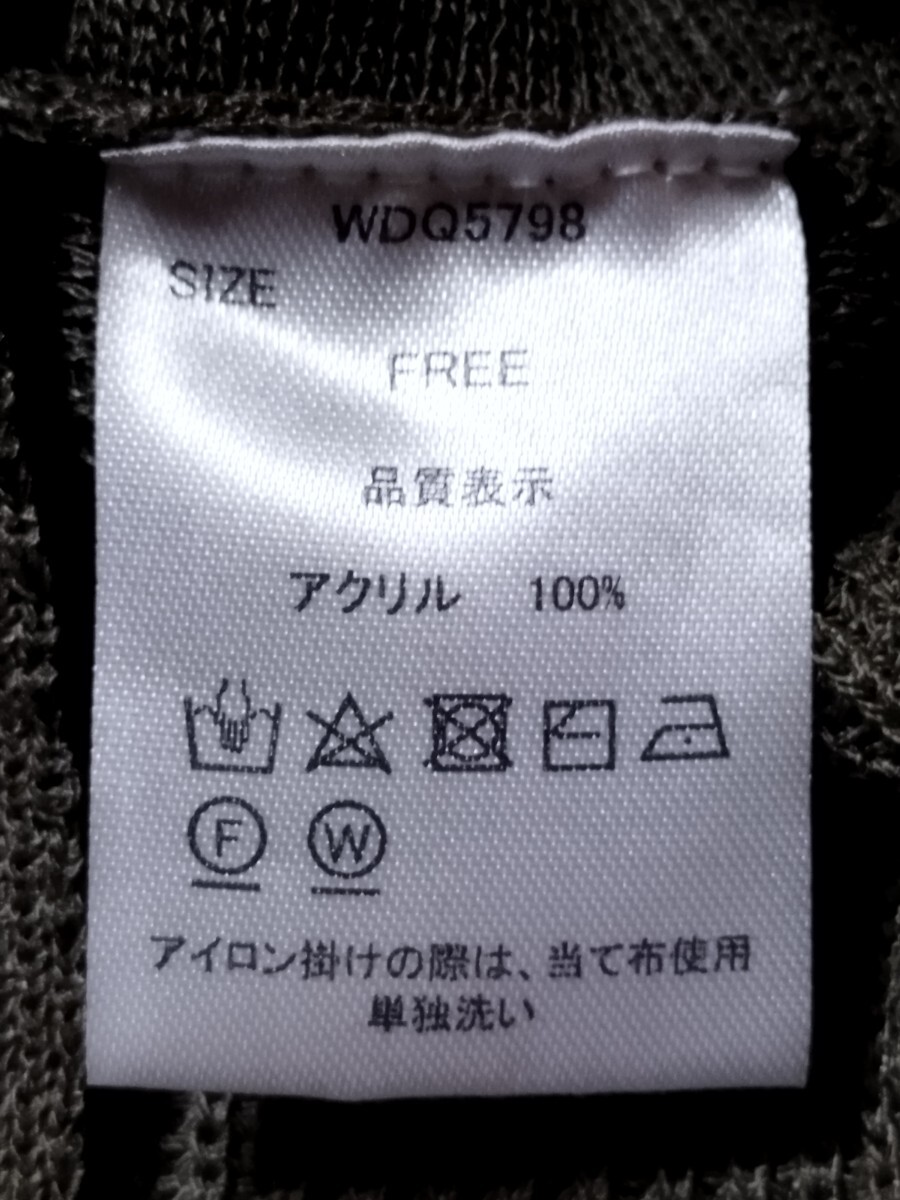 WDQ5798
SIZE
FREE
品質表示
アクリル 100%
F W
アイロン掛けの際は、当て布使用
単独洗い